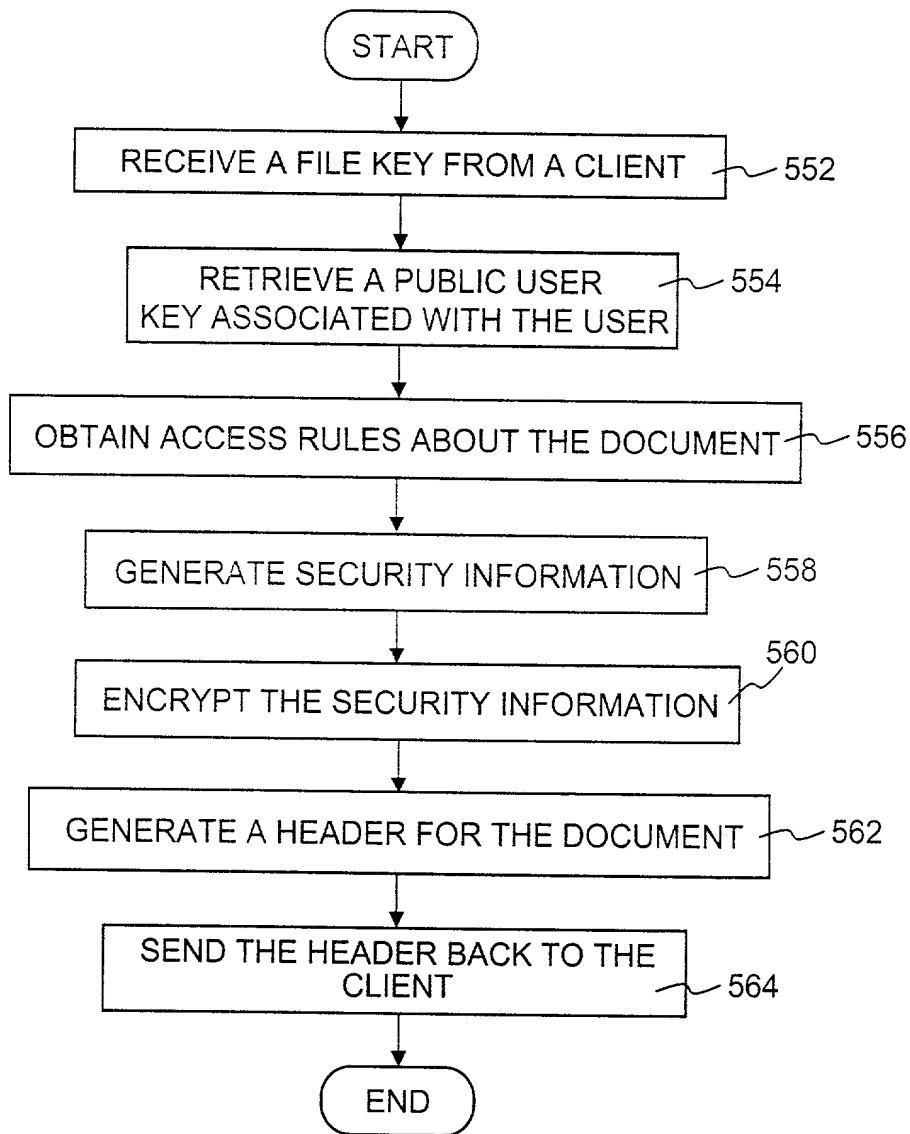 START
RECEIVE A FILE KEY FROM A CLIENT
552
RETRIEVE A PUBLIC USER
KEY ASSOCIATED WITH THE USER
554
OBTAIN ACCESS RULES ABOUT THE DOCUMENT
556
GENERATE SECURITY INFORMATION
558
560
ENCRYPT THE SECURITY INFORMATION
GENERATE A HEADER FOR THE DOCUMENT
562
SEND THE HEADER BACK TO THE
CLIENT
564
END